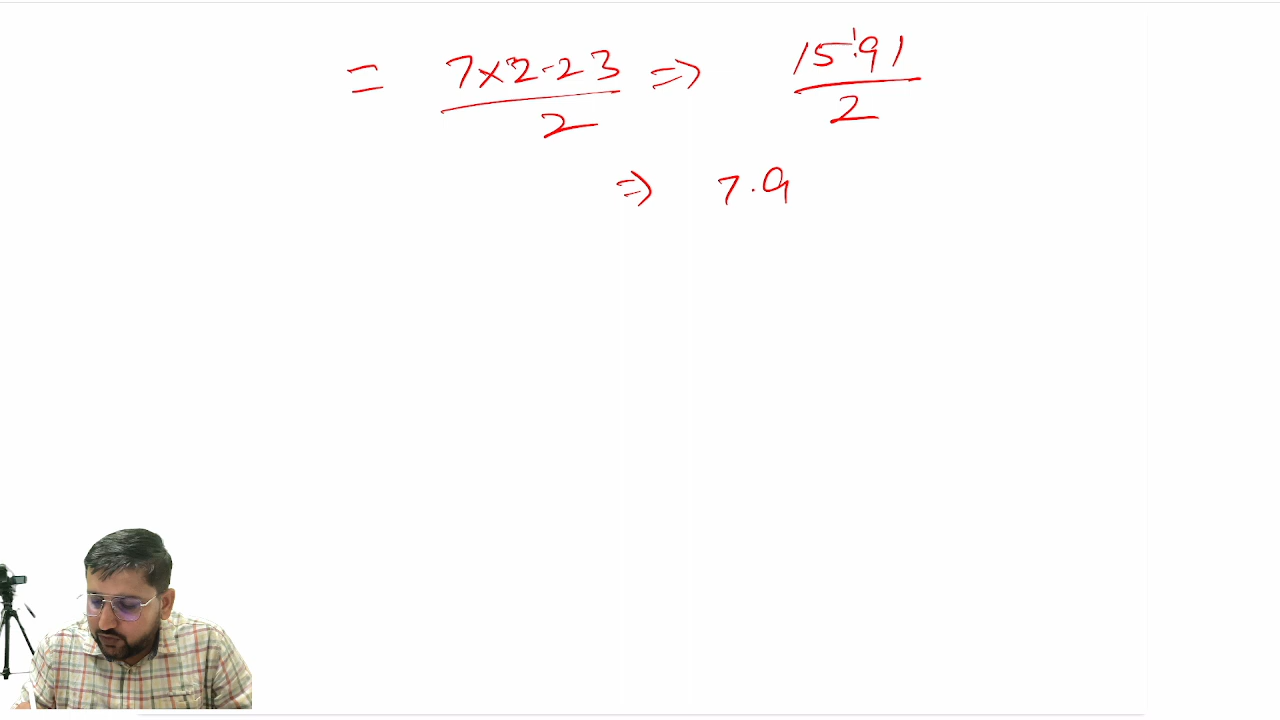 = 7×2.23 ⇒ 15.91
2 2
⇒ 7.9